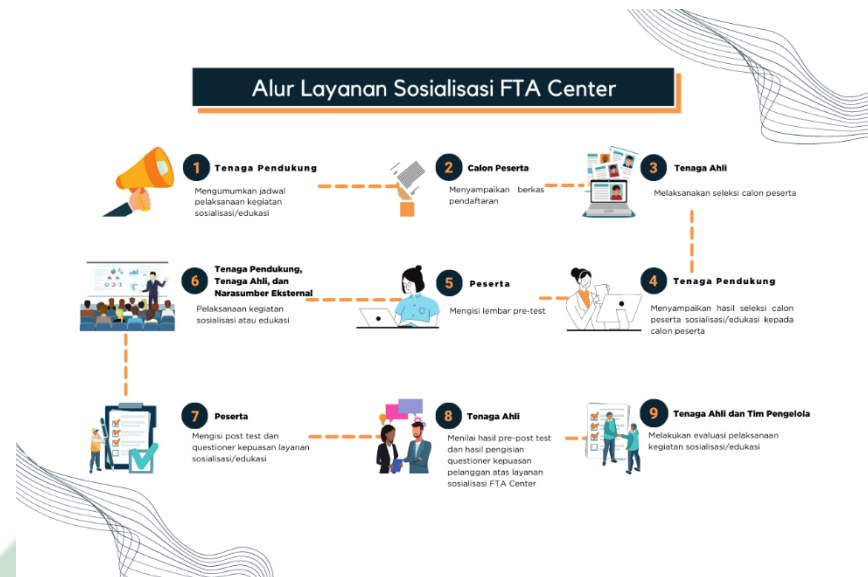 Alur Layanan Sosialisasi FTA Center
1
Tenaga Pendukung
Mengumumkan jadwal
pelaksanaan kegiatan
sosialisasi/edukasi
2
Calon Peserta
Menyampaikan berkas
pendaftaran
3
Tenaga Ahli
Melaksanakan seleksi calon peserta
4
Tenaga Pendukung
Menyampaikan hasil seleksi calon
peserta sosialisasi/edukasi kepada
calon peserta
5
Peserta
Mengisi lembar pre-test
6
Tenaga Pendukung,
Tenaga Ahli, dan
Narasumber Eksternal
Pelaksanaan kegiatan
sosialisasi atau edukasi
7
Peserta
Mengisi post test dan
questioner kepuasan layanan
sosialisasi/edukasi
8
Tenaga Ahli
Menilai hasil pre-post test
dan hasil pengisian
questioner kepuasan
pelanggan atas layanan
sosialisasi FTA Center
9
Tenaga Ahli dan Tim Pengelola
Melakukan evaluasi pelaksanaan
kegiatan sosialisasi/edukasi